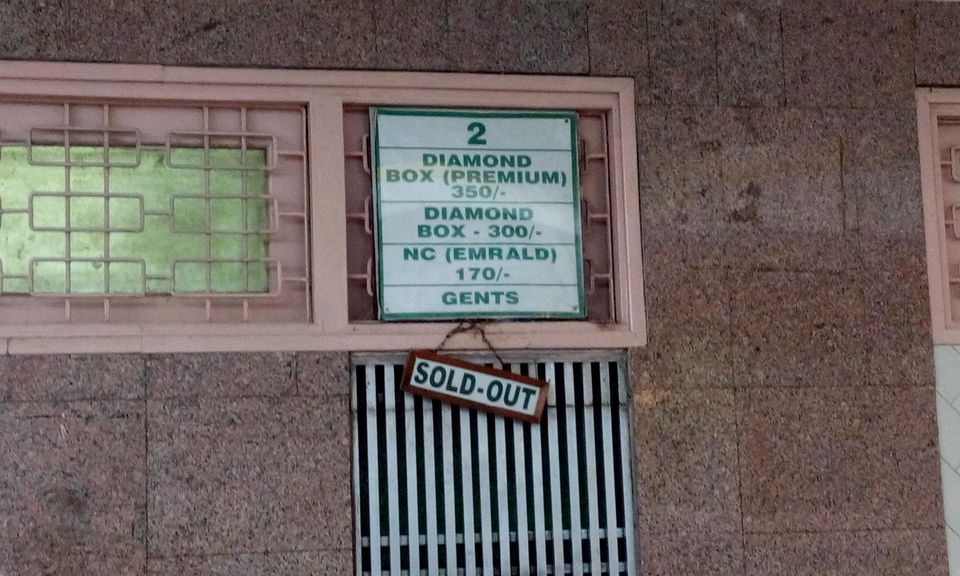 2
DIAMOND
BOX (PREMIUM)
350/-
DIAMOND
BOX - 300/-
NC (EMRALD)
170/-
GENTS
SOLD-OUT